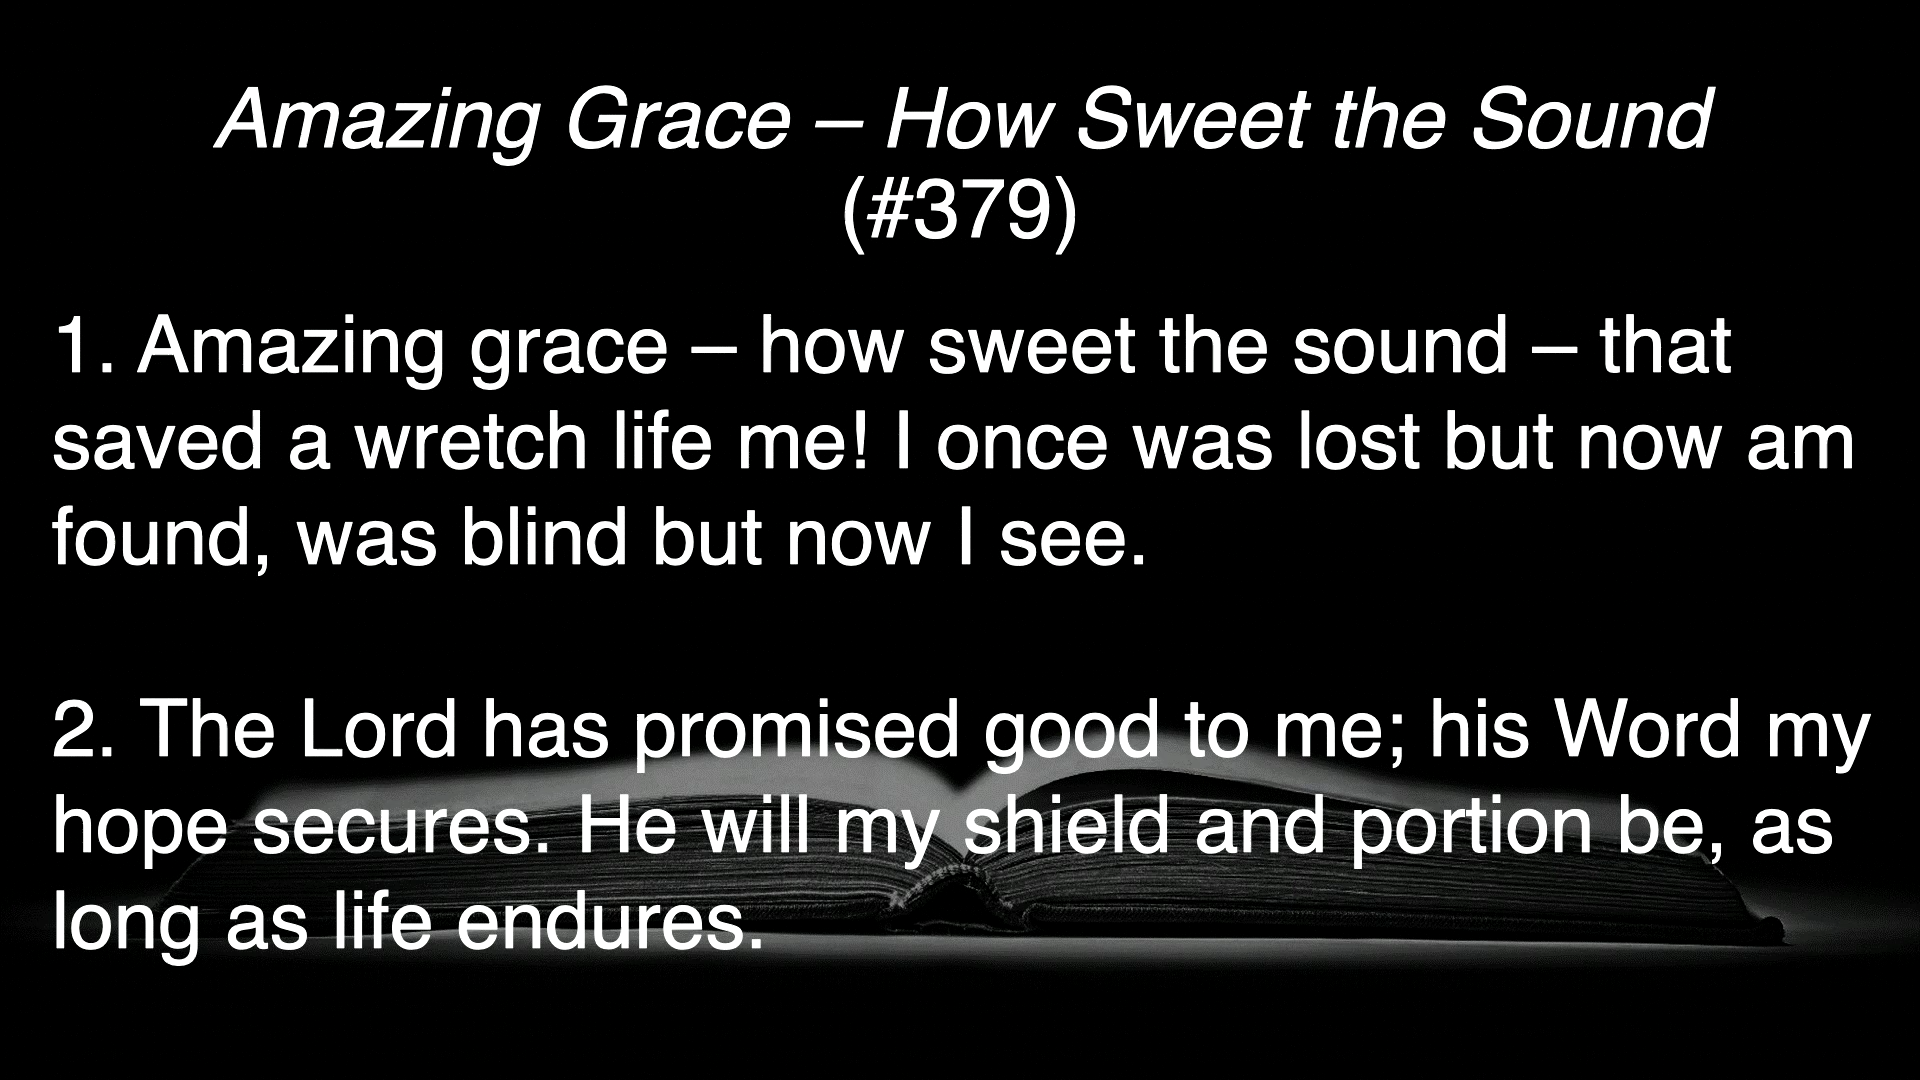 Amazing Grace – How Sweet the Sound
(#379)
1. Amazing grace – how sweet the sound – that
saved a wretch life me! I once was lost but now am
found, was blind but now I see.
2. The Lord has promised good to me; his Word my
hope secures. He will my shield and portion be, as
long as life endures.